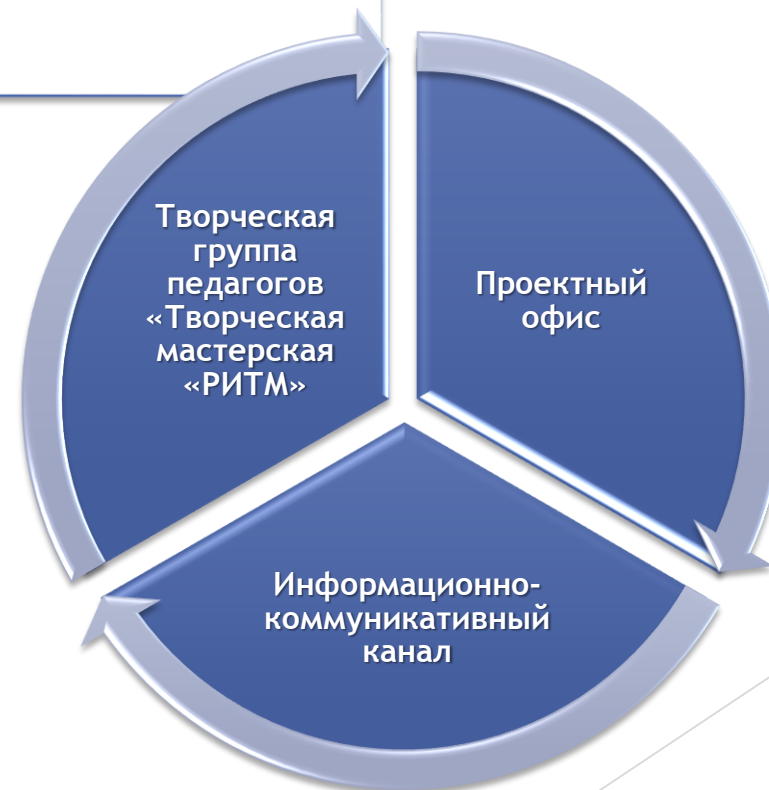 Творческая
группа
педагогов
«Творческая
мастерская
«РИТМ»
Проектный
офис
Информационно-
коммуникативный
канал